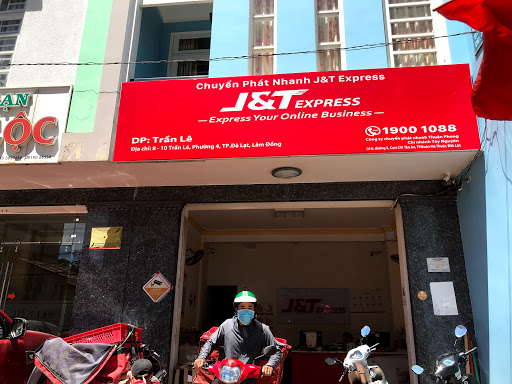 Chuyển Phát Nhanh J&T Express
J&T EXPRESS
— Express Your Online Business —
ĐP: Trần Lê
Địa chỉ: 8 - 10 Trần Lê, Phường 4, TP.Đà Lạt, Lâm Đồng
1900 1088
Công ty chuyển phát nhanh Thuận Phong
Chi nhánh Tây Nguyên
ẠN
ỘC
J&T EXPRESS